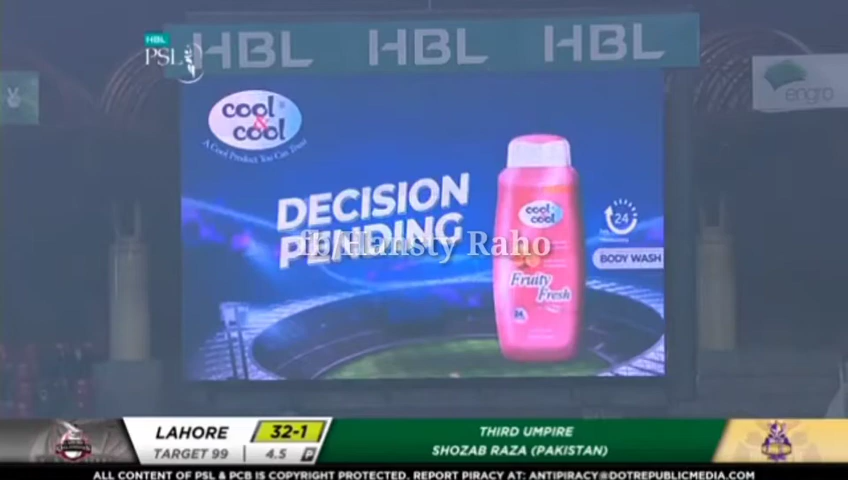 HBL HBL HBL
HBL
PSL
engro
cool & cool
A Cool Product You Can Trust
24
DECISION
PENDING
fb/Hansty Raho
cool & cool
BODY WASH
Fruity
Fresh
24
LAHORE 32-1
TARGET 99 4.5 P
THIRD UMPIRE
SHOZAB RAZA (PAKISTAN)
ALL CONTENT OF PSL & PCB IS COPYRIGHT PROTECTED. REPORT PIRACY AT: ANTIPIRACY@DOTREPUBLICMEDIA.COM